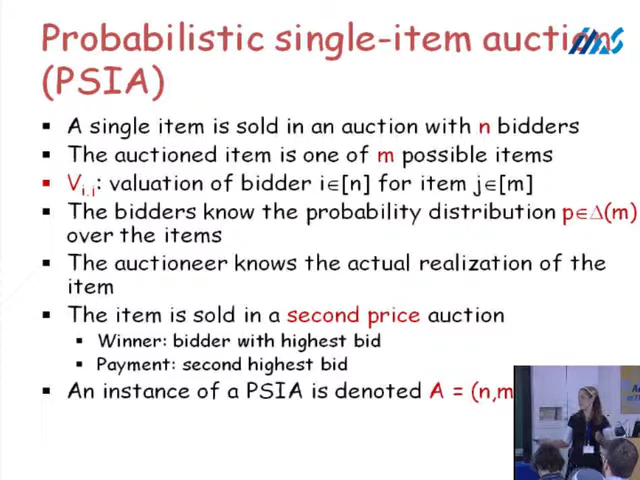 Probabilistic single-item auction
(PSIA)
▪ A single item is sold in an auction with n bidders
▪ The auctioned item is one of m possible items
▪ Vi,j: valuation of bidder i∈[n] for item j∈[m]
▪ The bidders know the probability distribution p∈Δ(m)
over the items
▪ The auctioneer knows the actual realization of the
item
▪ The item is sold in a second price auction
▪ Winner: bidder with highest bid
▪ Payment: second highest bid
▪ An instance of a PSIA is denoted A = (n,m